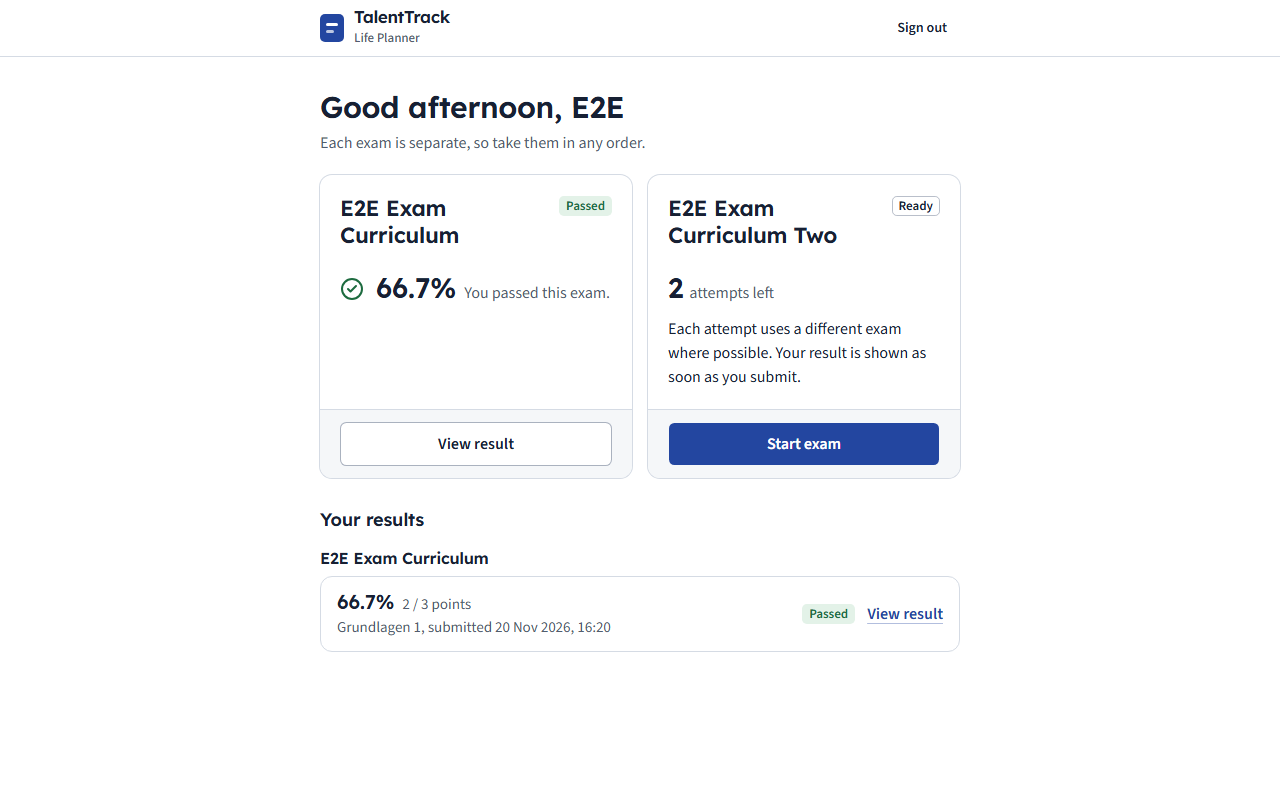 TalentTrack
Life Planner
Sign out
Good afternoon, E2E
Each exam is separate, so take them in any order.
E2E Exam
Curriculum
Passed
66.7% You passed this exam.
View result
E2E Exam
Curriculum Two
Ready
2 attempts left
Each attempt uses a different exam
where possible. Your result is shown as
soon as you submit.
Start exam
Your results
E2E Exam Curriculum
66.7% 2 / 3 points
Grundlagen 1, submitted 20 Nov 2026, 16:20
Passed
View result